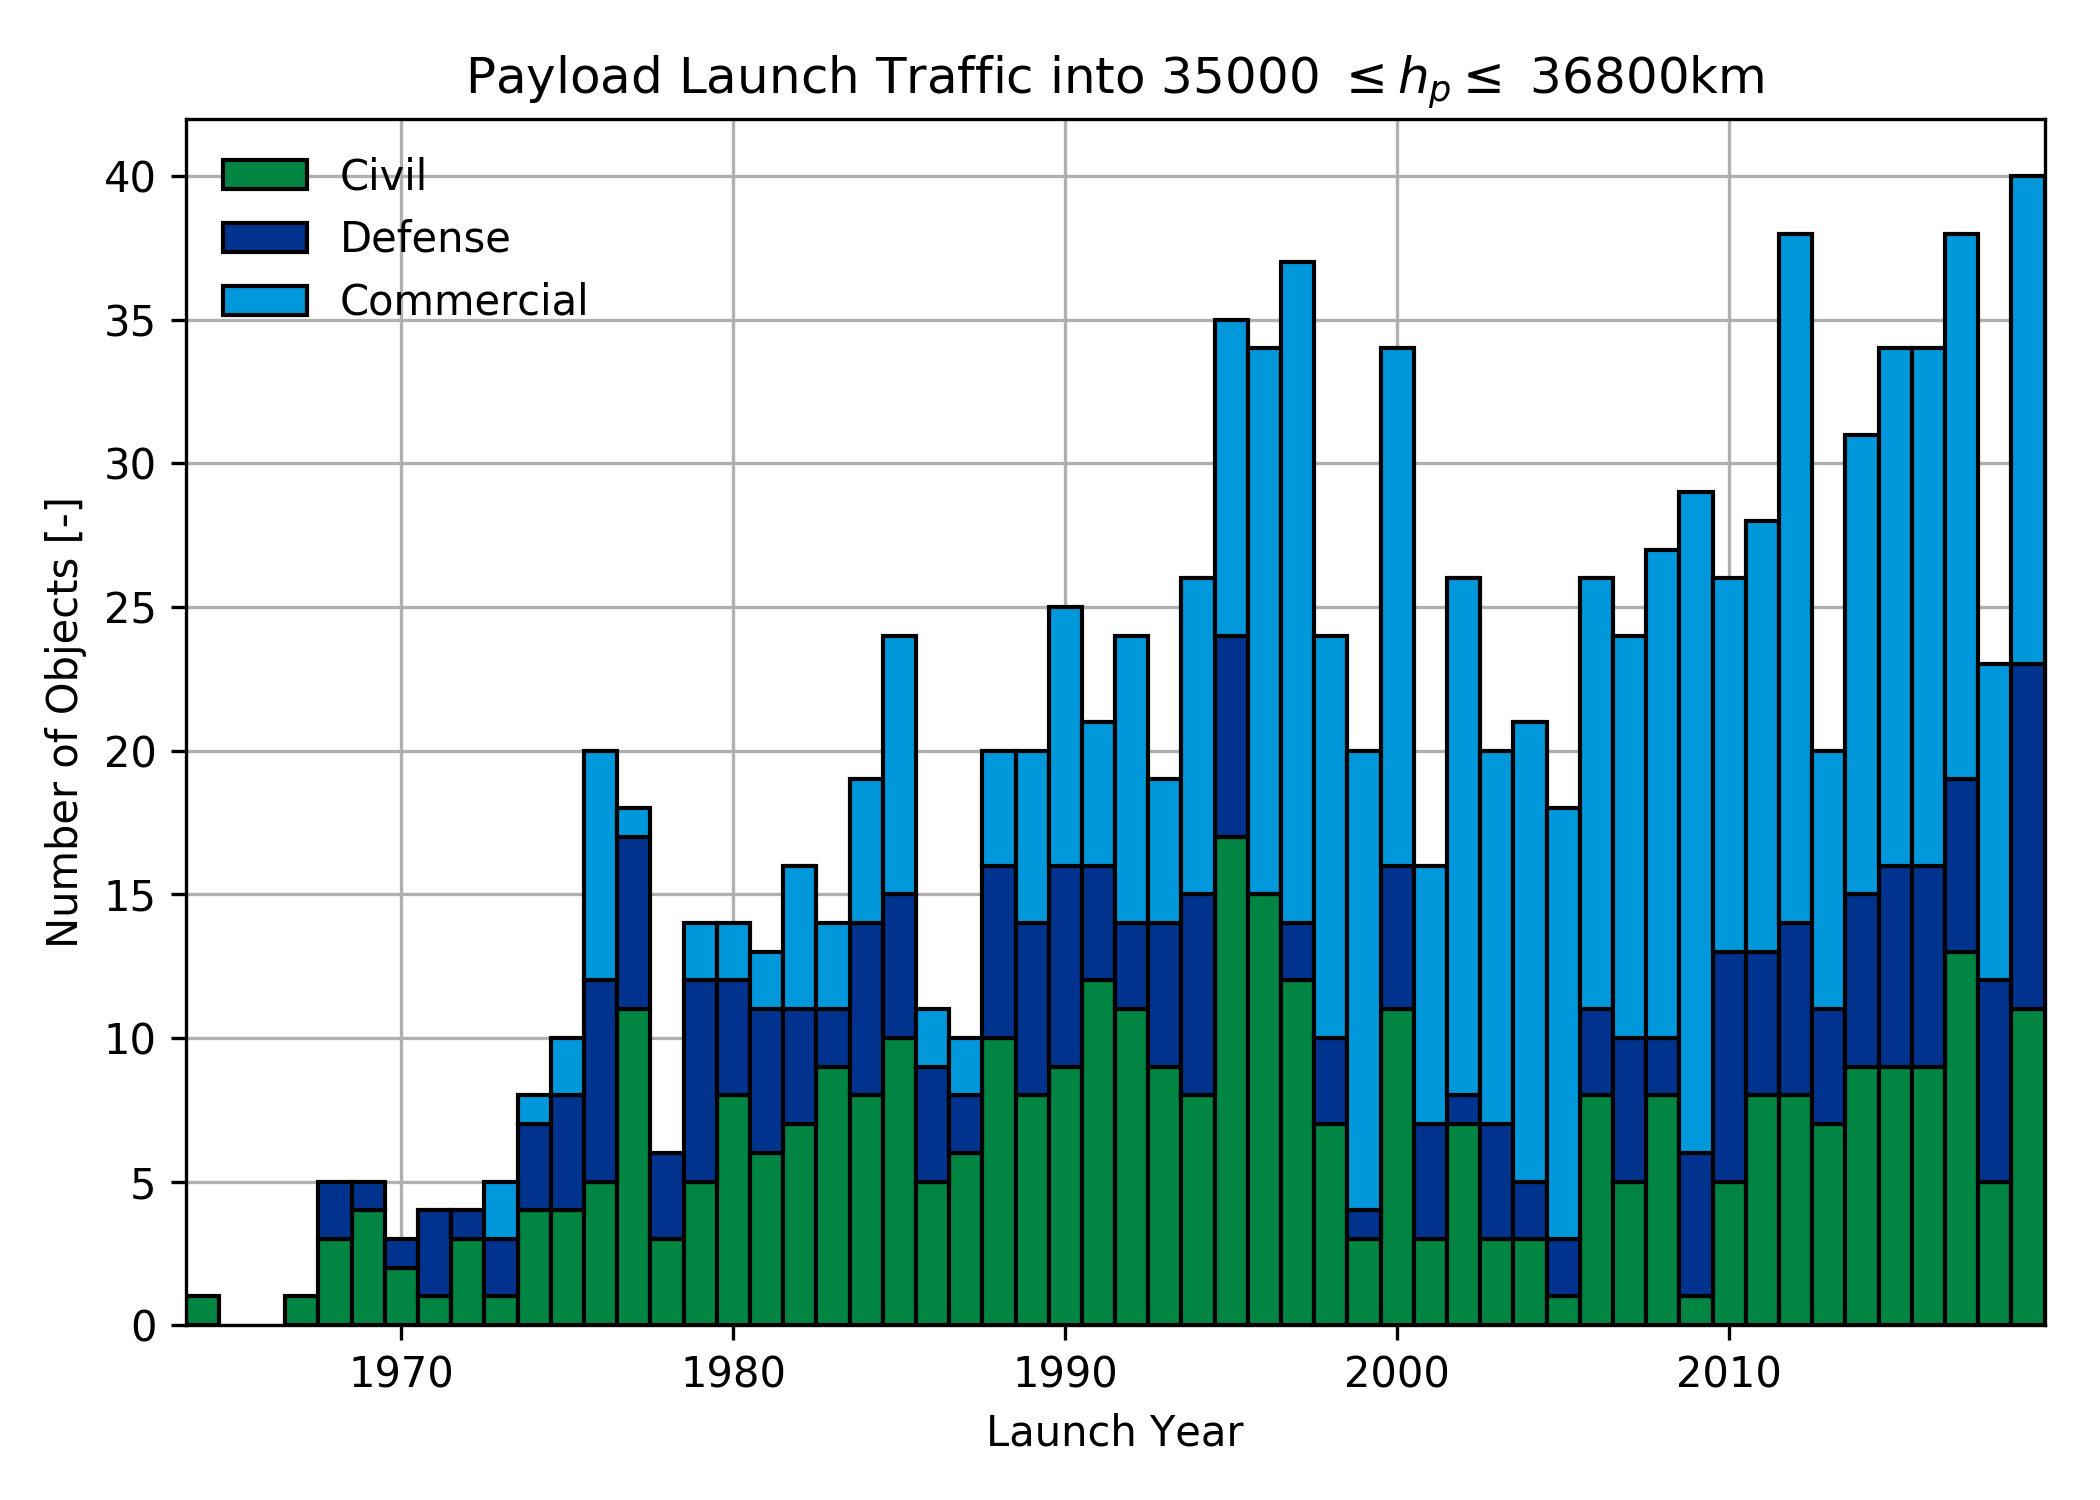 Payload Launch Traffic into 35000 ≤ hₚ ≤ 36800km
Civil
Defense
Commercial
40
35
30
25
20
15
10
5
0
Number of Objects [-]
1970 1980 1990 2000 2010
Launch Year